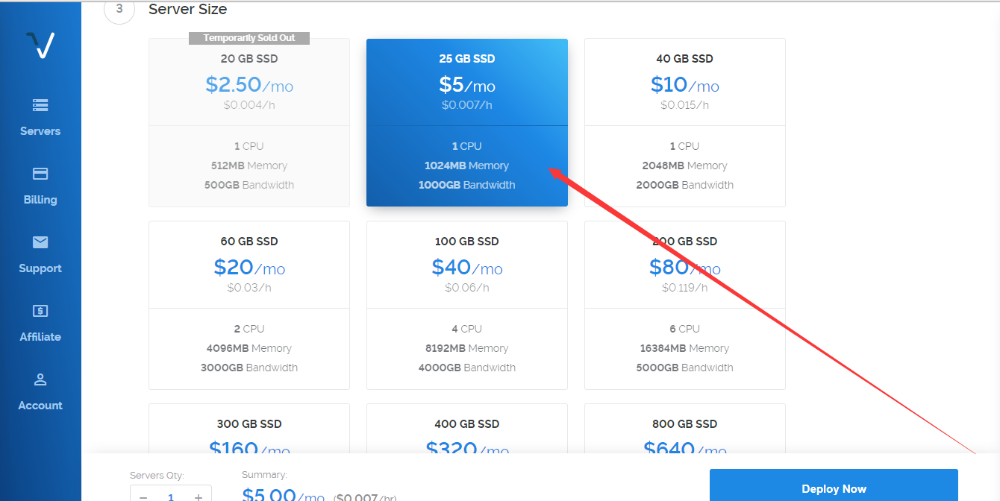 3 Server Size
Servers
Billing
Support
Affiliate
Account
Temporarily Sold Out
20 GB SSD
$2.50/mo
$0.004/h
1 CPU
512MB Memory
500GB Bandwidth
25 GB SSD
$5/mo
$0.007/h
1 CPU
1024MB Memory
1000GB Bandwidth
40 GB SSD
$10/mo
$0.015/h
1 CPU
2048MB Memory
2000GB Bandwidth
60 GB SSD
$20/mo
$0.03/h
2 CPU
4096MB Memory
3000GB Bandwidth
100 GB SSD
$40/mo
$0.06/h
4 CPU
8192MB Memory
4000GB Bandwidth
200 GB SSD
$80/mo
$0.119/h
6 CPU
16384MB Memory
5000GB Bandwidth
300 GB SSD
$160/mo
400 GB SSD
$320/mo
800 GB SSD
$640/mo
Servers Qty:
− 1 +
Summary:
$5.00/mo ($0.007/hr)
Deploy Now